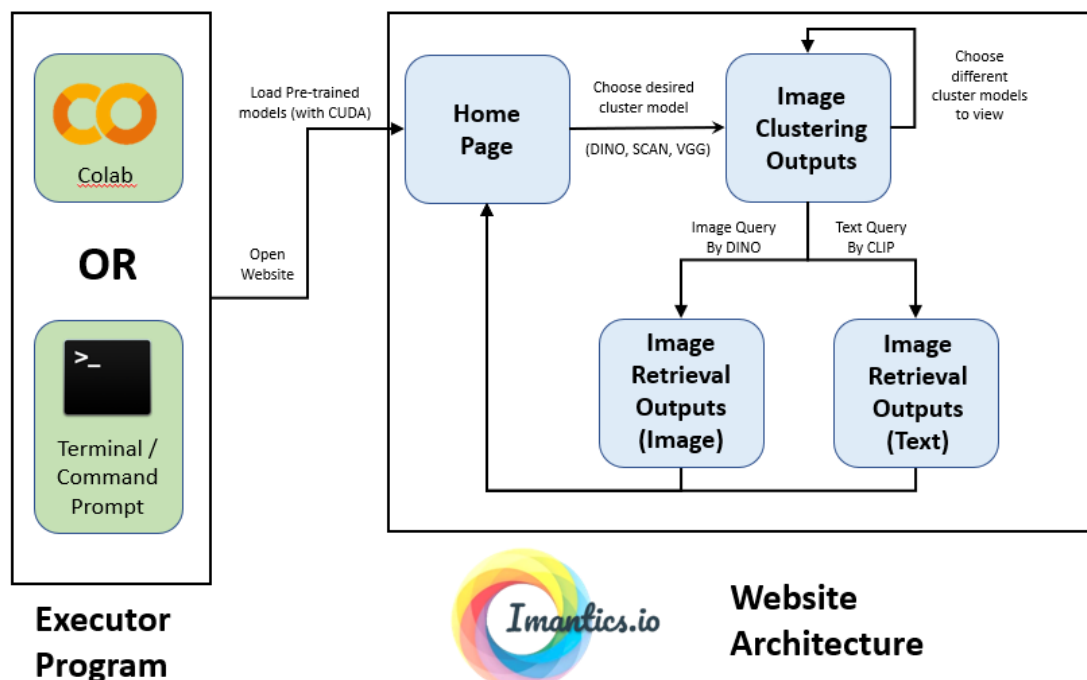 Colab
OR
>_
Terminal /
Command
Prompt
Executor
Program
Load Pre-trained
models (with CUDA)
Open
Website
Home
Page
Choose desired
cluster model
(DINO, SCAN, VGG)
Image
Clustering
Outputs
Choose
different
cluster models
to view
Image Query
By DINO
Text Query
By CLIP
Image
Retrieval
Outputs
(Image)
Image
Retrieval
Outputs
(Text)
Imantics.io
Website
Architecture